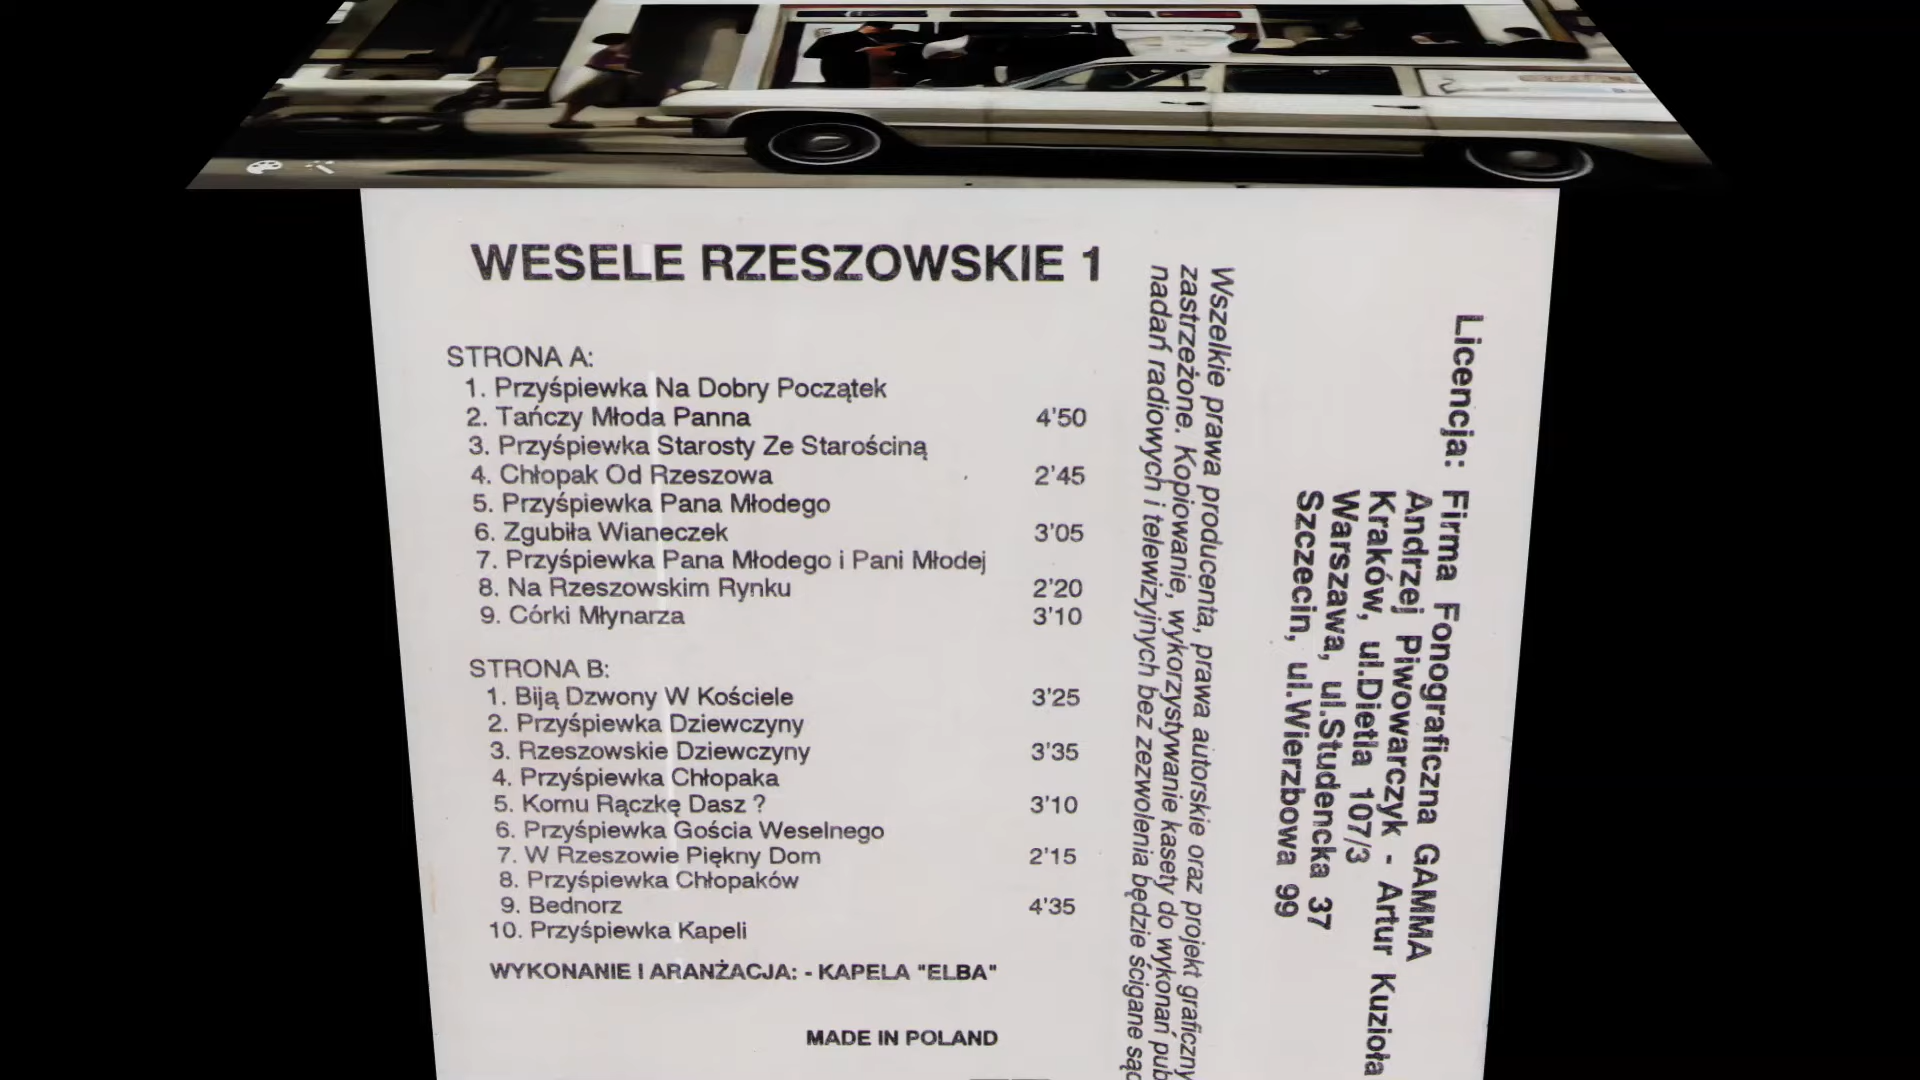 WESELE RZESZOWSKIE 1
STRONA A:
1. Przyśpiewka Na Dobry Początek
2. Tańczy Młoda Panna 4'50
3. Przyśpiewka Starosty Ze Starościną
4. Chłopak Od Rzeszowa 2'45
5. Przyśpiewka Pana Młodego
6. Zgubiła Wianeczek 3'05
7. Przyśpiewka Pana Młodego i Pani Młodej
8. Na Rzeszowskim Rynku 2'20
9. Córki Młynarza 3'10
STRONA B:
1. Biją Dzwony W Kościele 3'25
2. Przyśpiewka Dziewczyny
3. Rzeszowskie Dziewczyny 3'35
4. Przyśpiewka Chłopaka
5. Komu Rączkę Dasz ? 3'10
6. Przyśpiewka Gościa Weselnego
7. W Rzeszowie Piękny Dom 2'15
8. Przyśpiewka Chłopaków
9. Bednorz 4'35
10. Przyśpiewka Kapeli
WYKONANIE I ARANŻACJA: - KAPELA "ELBA"
MADE IN POLAND
Wszelkie prawa producenta, prawa autorskie oraz projekt graficzny
zastrzeżone. Kopiowanie, wykorzystywanie kasety do wykonań
nadań radiowych i telewizyjnych bez zezwolenia będzie ścigane
Licencja: Firma Fonograficzna GAMMA
Andrzej Piwowarczyk - Artur Kuzioła
Kraków, ul.Dietla 107/3
Warszawa, ul.Studencka 37
Szczecin, ul.Wierzbowa 99